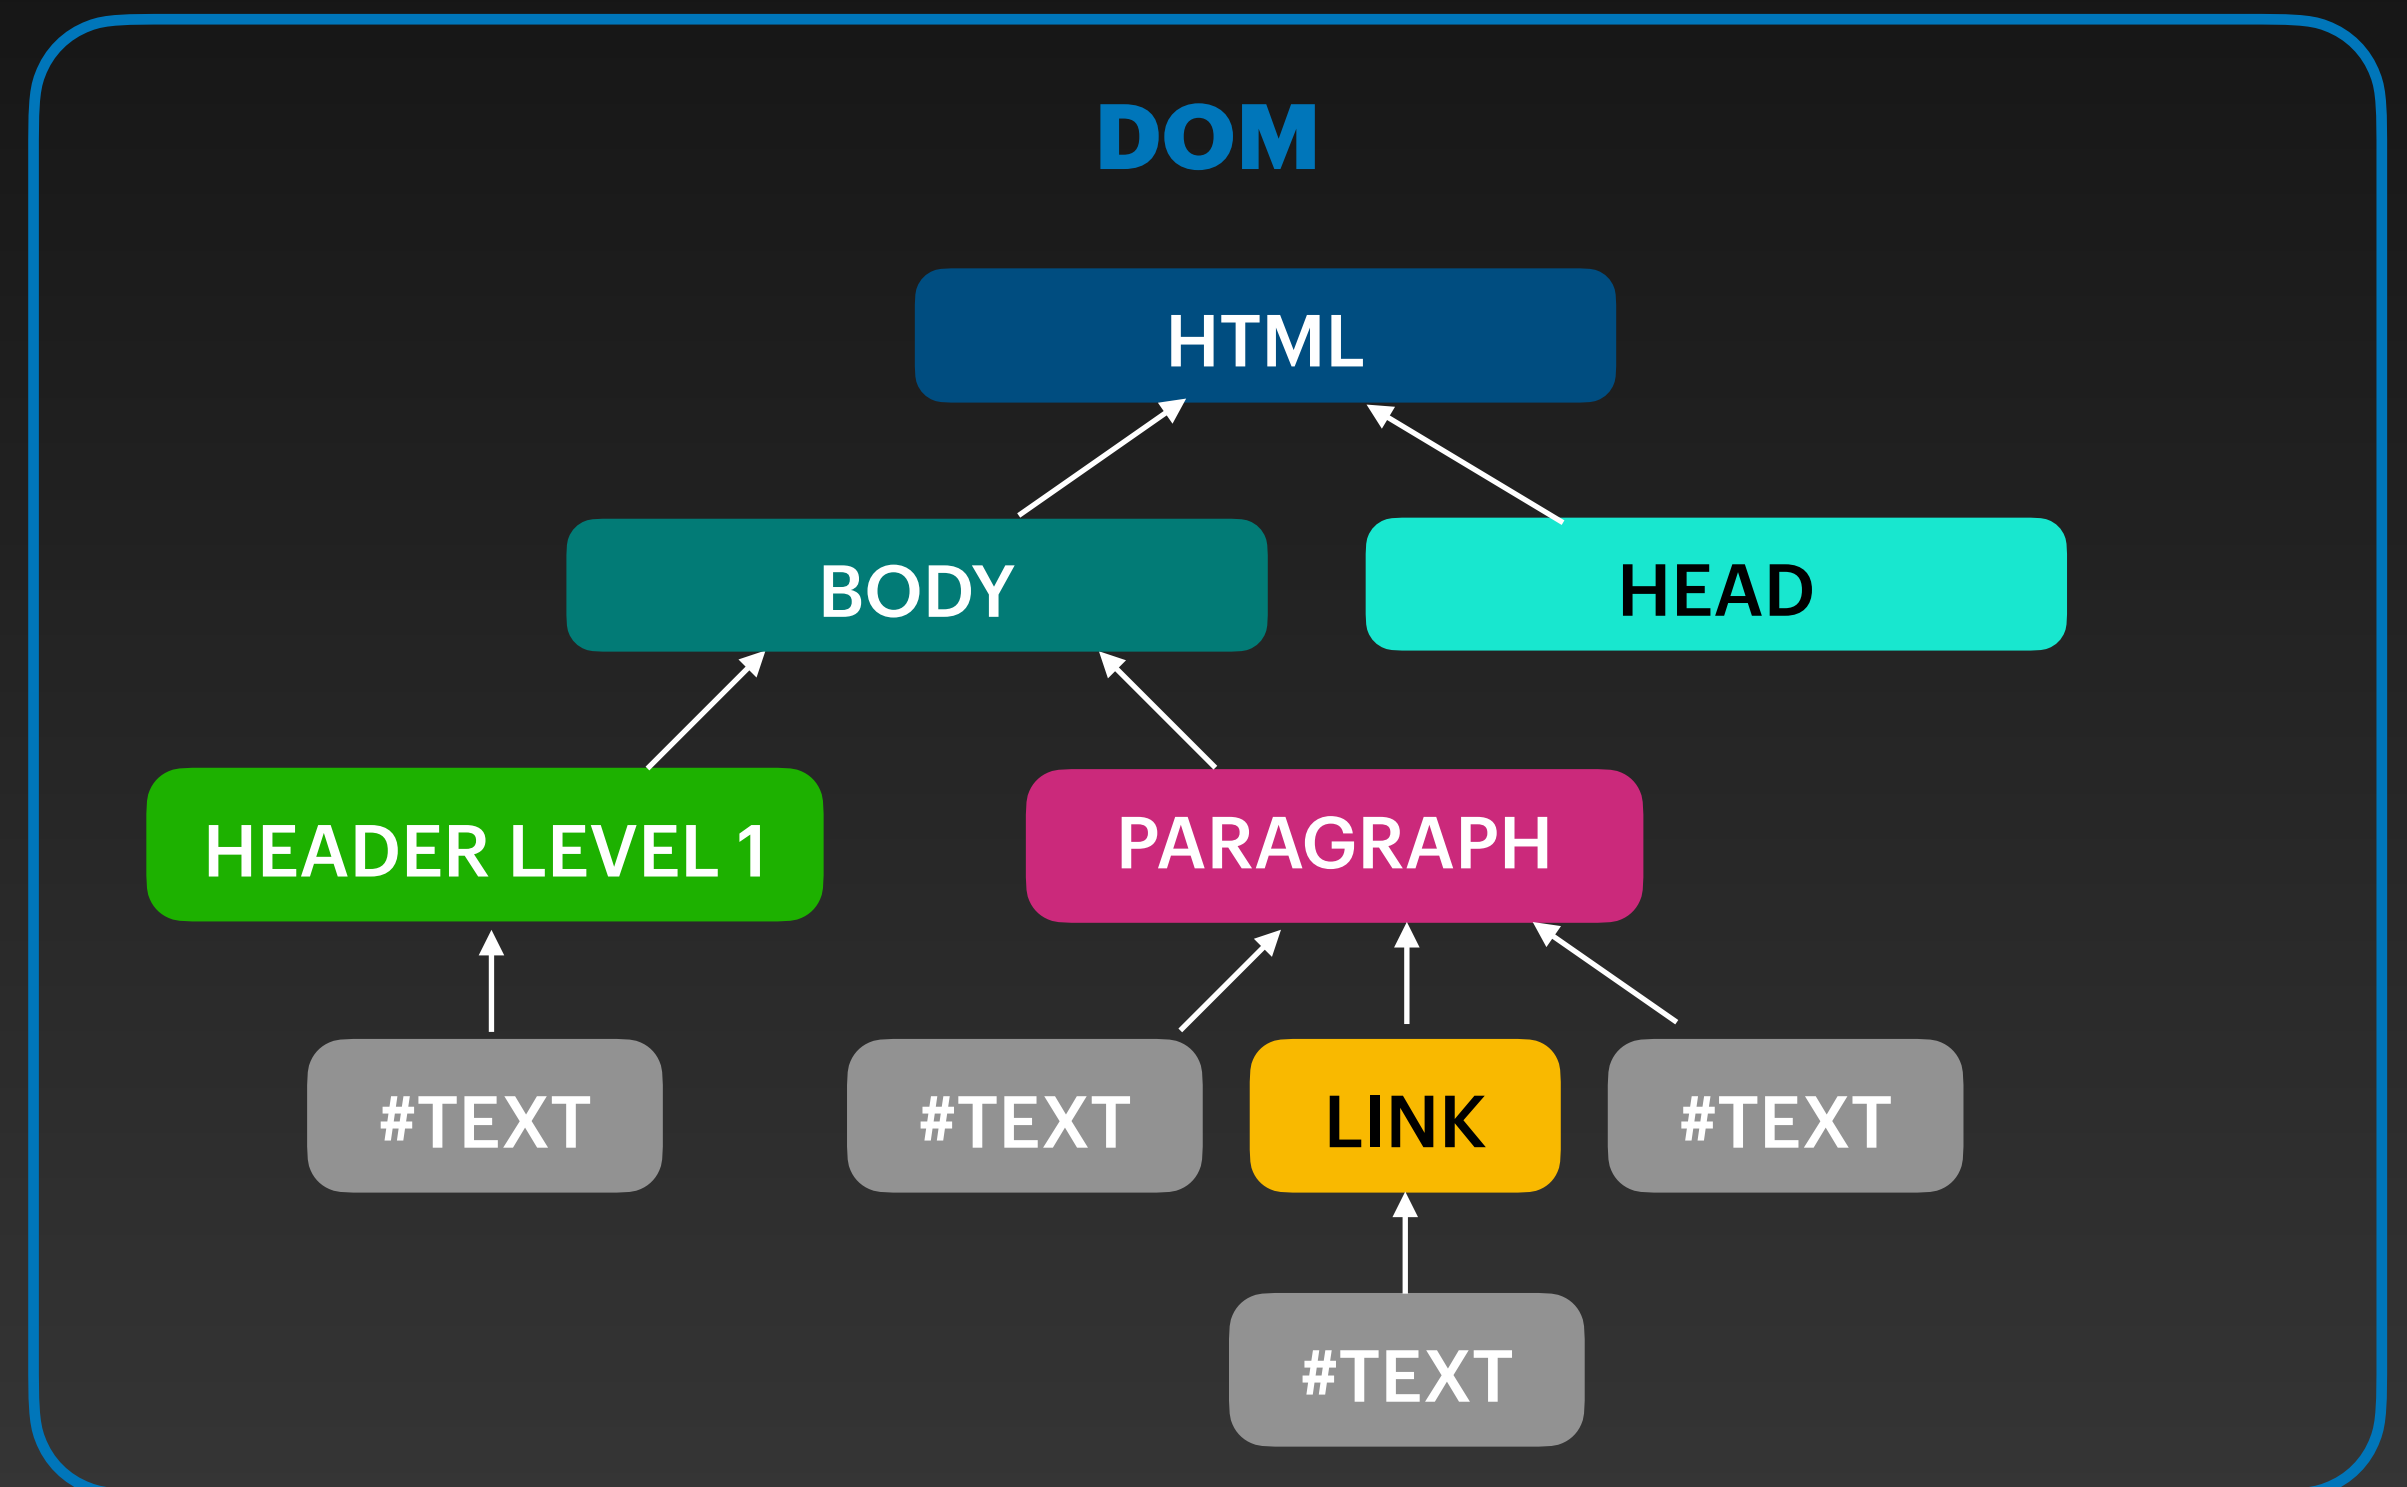 DOM
HTML
BODY
HEAD
HEADER LEVEL 1
PARAGRAPH
#TEXT
#TEXT
LINK
#TEXT
#TEXT